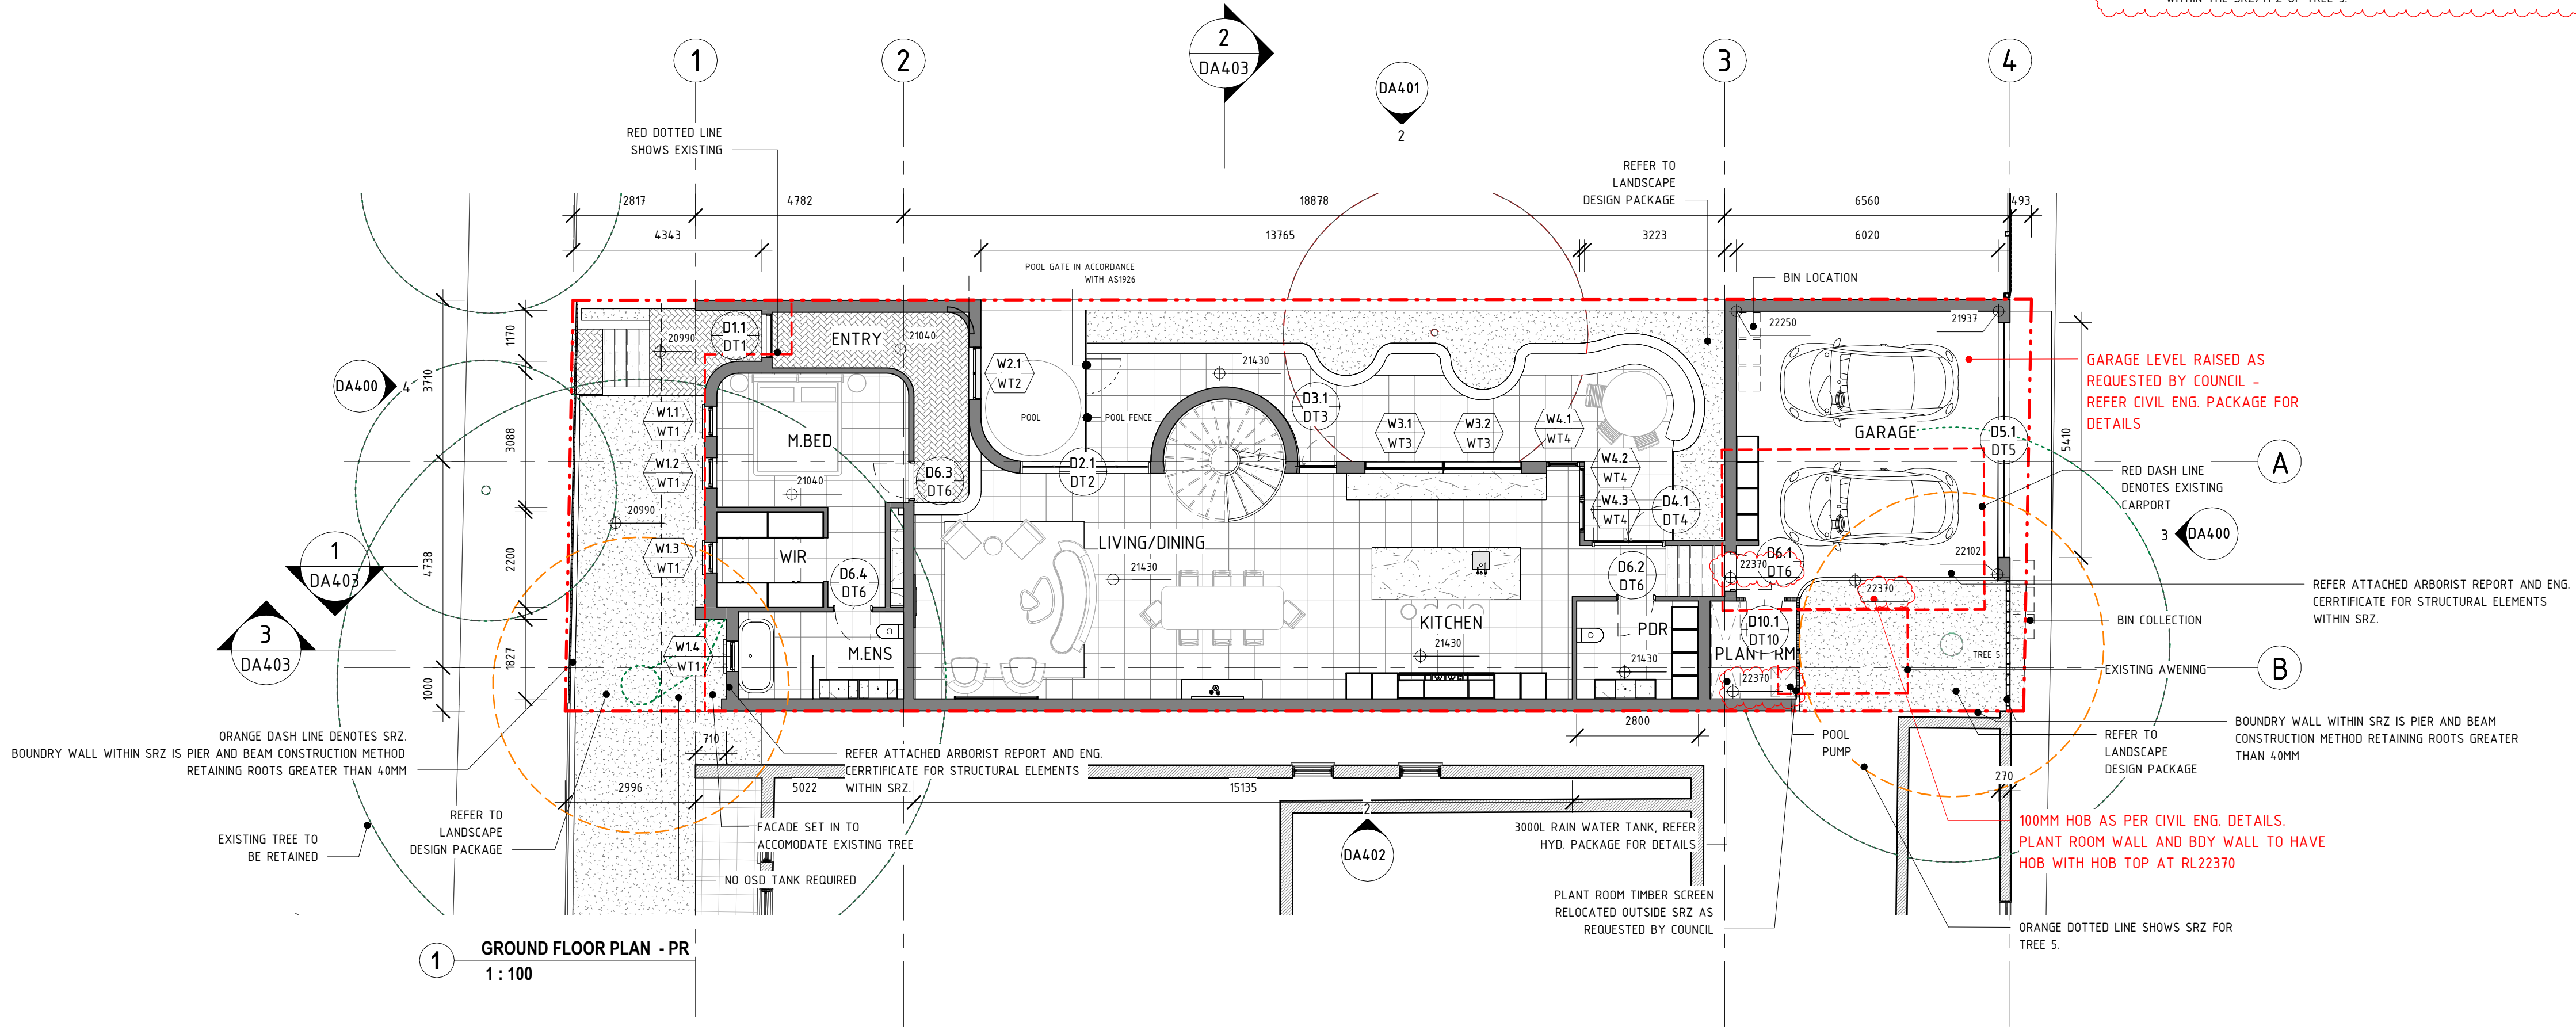 WITHIN THE SRZ/TPZ OF TREE 5.
1
2
2
DA403
DA401
2
3
4
RED DOTTED LINE
SHOWS EXISTING
REFER TO
LANDSCAPE
DESIGN PACKAGE
2817
4782
18878
6560
493
4343
13765
3223
6020
POOL GATE IN ACCORDANCE
WITH AS1926
BIN LOCATION
22250
21937
D1.1
DT1
20990
ENTRY
21040
W2.1
WT2
21430
1170
3710
DA400
4
GARAGE LEVEL RAISED AS
REQUESTED BY COUNCIL -
REFER CIVIL ENG. PACKAGE FOR
DETAILS
W1.1
WT1
M.BED
POOL
POOL FENCE
D3.1
DT3
W3.1
WT3
W3.2
WT3
W4.1
WT4
GARAGE
D5.1
DT5
5410
3088
W1.2
WT1
21040
D6.3
DT6
D2.1
DT2
W4.2
WT4
W4.3
WT4
D4.1
DT4
A
RED DASH LINE
DENOTES EXISTING
CARPORT
20990
3
DA400
1
DA403
4738
2200
W1.3
WT1
WIR
D6.4
DT6
LIVING/DINING
21430
D6.2
DT6
D6.1
DT6
22370
22102
22370
REFER ATTACHED ARBORIST REPORT AND ENG.
CERRTIFICATE FOR STRUCTURAL ELEMENTS
WITHIN SRZ.
BIN COLLECTION
3
DA403
1827
1000
W1.4
WT1
M.ENS
KITCHEN
21430
PDR
21430
D10.1
DT10
PLANT RM
22370
TREE 5
EXISTING AWENING
B
ORANGE DASH LINE DENOTES SRZ.
BOUNDRY WALL WITHIN SRZ IS PIER AND BEAM CONSTRUCTION METHOD
RETAINING ROOTS GREATER THAN 40MM
710
REFER ATTACHED ARBORIST REPORT AND ENG.
CERRTIFICATE FOR STRUCTURAL ELEMENTS
WITHIN SRZ.
2800
POOL
PUMP
REFER TO
LANDSCAPE
DESIGN PACKAGE
BOUNDRY WALL WITHIN SRZ IS PIER AND BEAM
CONSTRUCTION METHOD RETAINING ROOTS GREATER
THAN 40MM
2996
5022
15135
270
EXISTING TREE TO
BE RETAINED
REFER TO
LANDSCAPE
DESIGN PACKAGE
FACADE SET IN TO
ACCOMODATE EXISTING TREE
NO OSD TANK REQUIRED
2
DA402
3000L RAIN WATER TANK, REFER
HYD. PACKAGE FOR DETAILS
100MM HOB AS PER CIVIL ENG. DETAILS.
PLANT ROOM WALL AND BDY WALL TO HAVE
HOB WITH HOB TOP AT RL22370
PLANT ROOM TIMBER SCREEN
RELOCATED OUTSIDE SRZ AS
REQUESTED BY COUNCIL
ORANGE DOTTED LINE SHOWS SRZ FOR
TREE 5.
1
GROUND FLOOR PLAN - PR
1 : 100